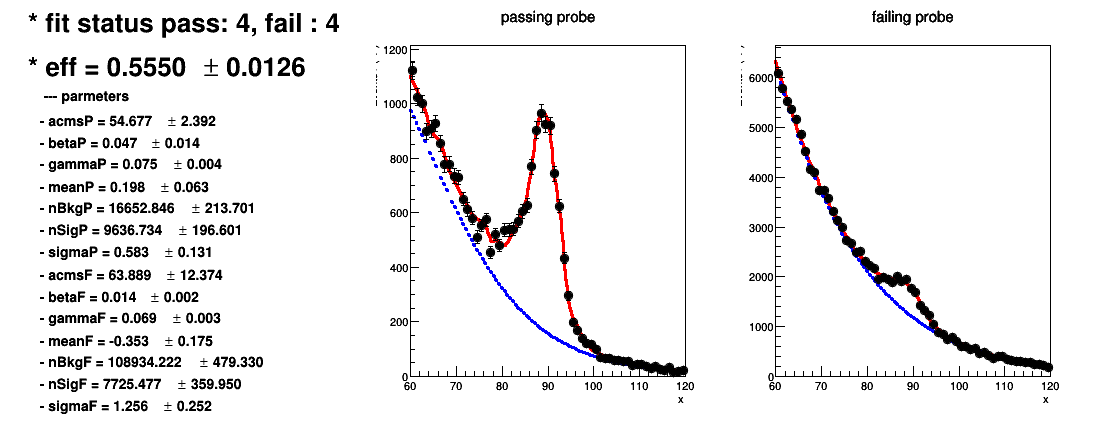 * fit status pass: 4, fail : 4
* eff = 0.5550 ± 0.0126
--- parmeters
- acmsP = 54.677 ± 2.392
- betaP = 0.047 ± 0.014
- gammaP = 0.075 ± 0.004
- meanP = 0.198 ± 0.063
- nBkgP = 16652.846 ± 213.701
- nSigP = 9636.734 ± 196.601
- sigmaP = 0.583 ± 0.131
- acmsF = 63.889 ± 12.374
- betaF = 0.014 ± 0.002
- gammaF = 0.069 ± 0.003
- meanF = -0.353 ± 0.175
- nBkgF = 108934.222 ± 479.330
- nSigF = 7725.477 ± 359.950
- sigmaF = 1.256 ± 0.252
passing probe
1200
1000
800
600
400
200
0
60 70 80 90 100 110 120
x
failing probe
6000
5000
4000
3000
2000
1000
0
60 70 80 90 100 110 120
x